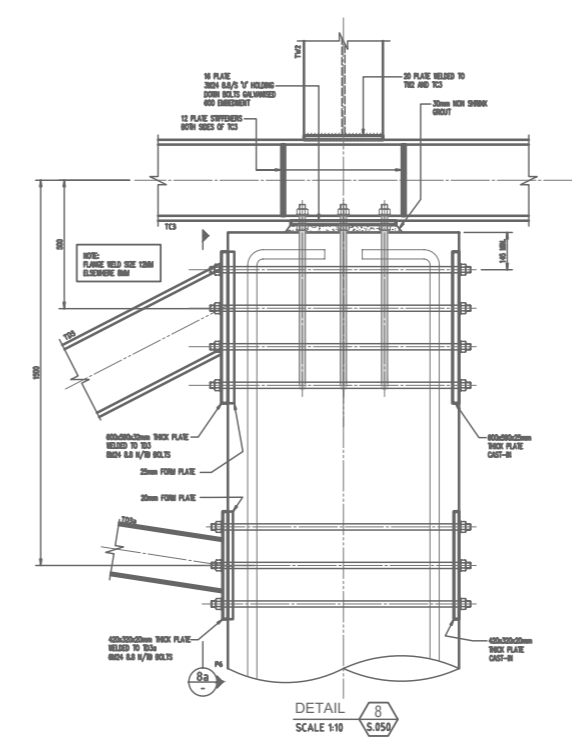 TW2
16 PLATE
3M24 8.8/S 'U' HOLDING
DOWN BOLTS GALVANISED
600 EMBEDMENT
20 PLATE WELDED TO
TW2 AND TC3
30mm NON SHRINK
GROUT
12 PLATE STIFFENERS
BOTH SIDES OF TC3
TC3
500
145 MIN.
NOTE:
FLANGE WELD SIZE 12MM
ELSEWHERE 8MM
TD3
1500
600x580x32mm THICK PLATE
WELDED TO TD3
8M24 8.8 N/TB BOLTS
600x580x25mm
THICK PLATE
CAST-IN
25mm FORM PLATE
20mm FORM PLATE
TD3a
420x320x20mm THICK PLATE
WELDED TO TD3a
6M24 8.8 N/TB BOLTS
420x320x20mm
THICK PLATE
CAST-IN
8a
-
P6
DETAIL 8
SCALE 1:10 S.050